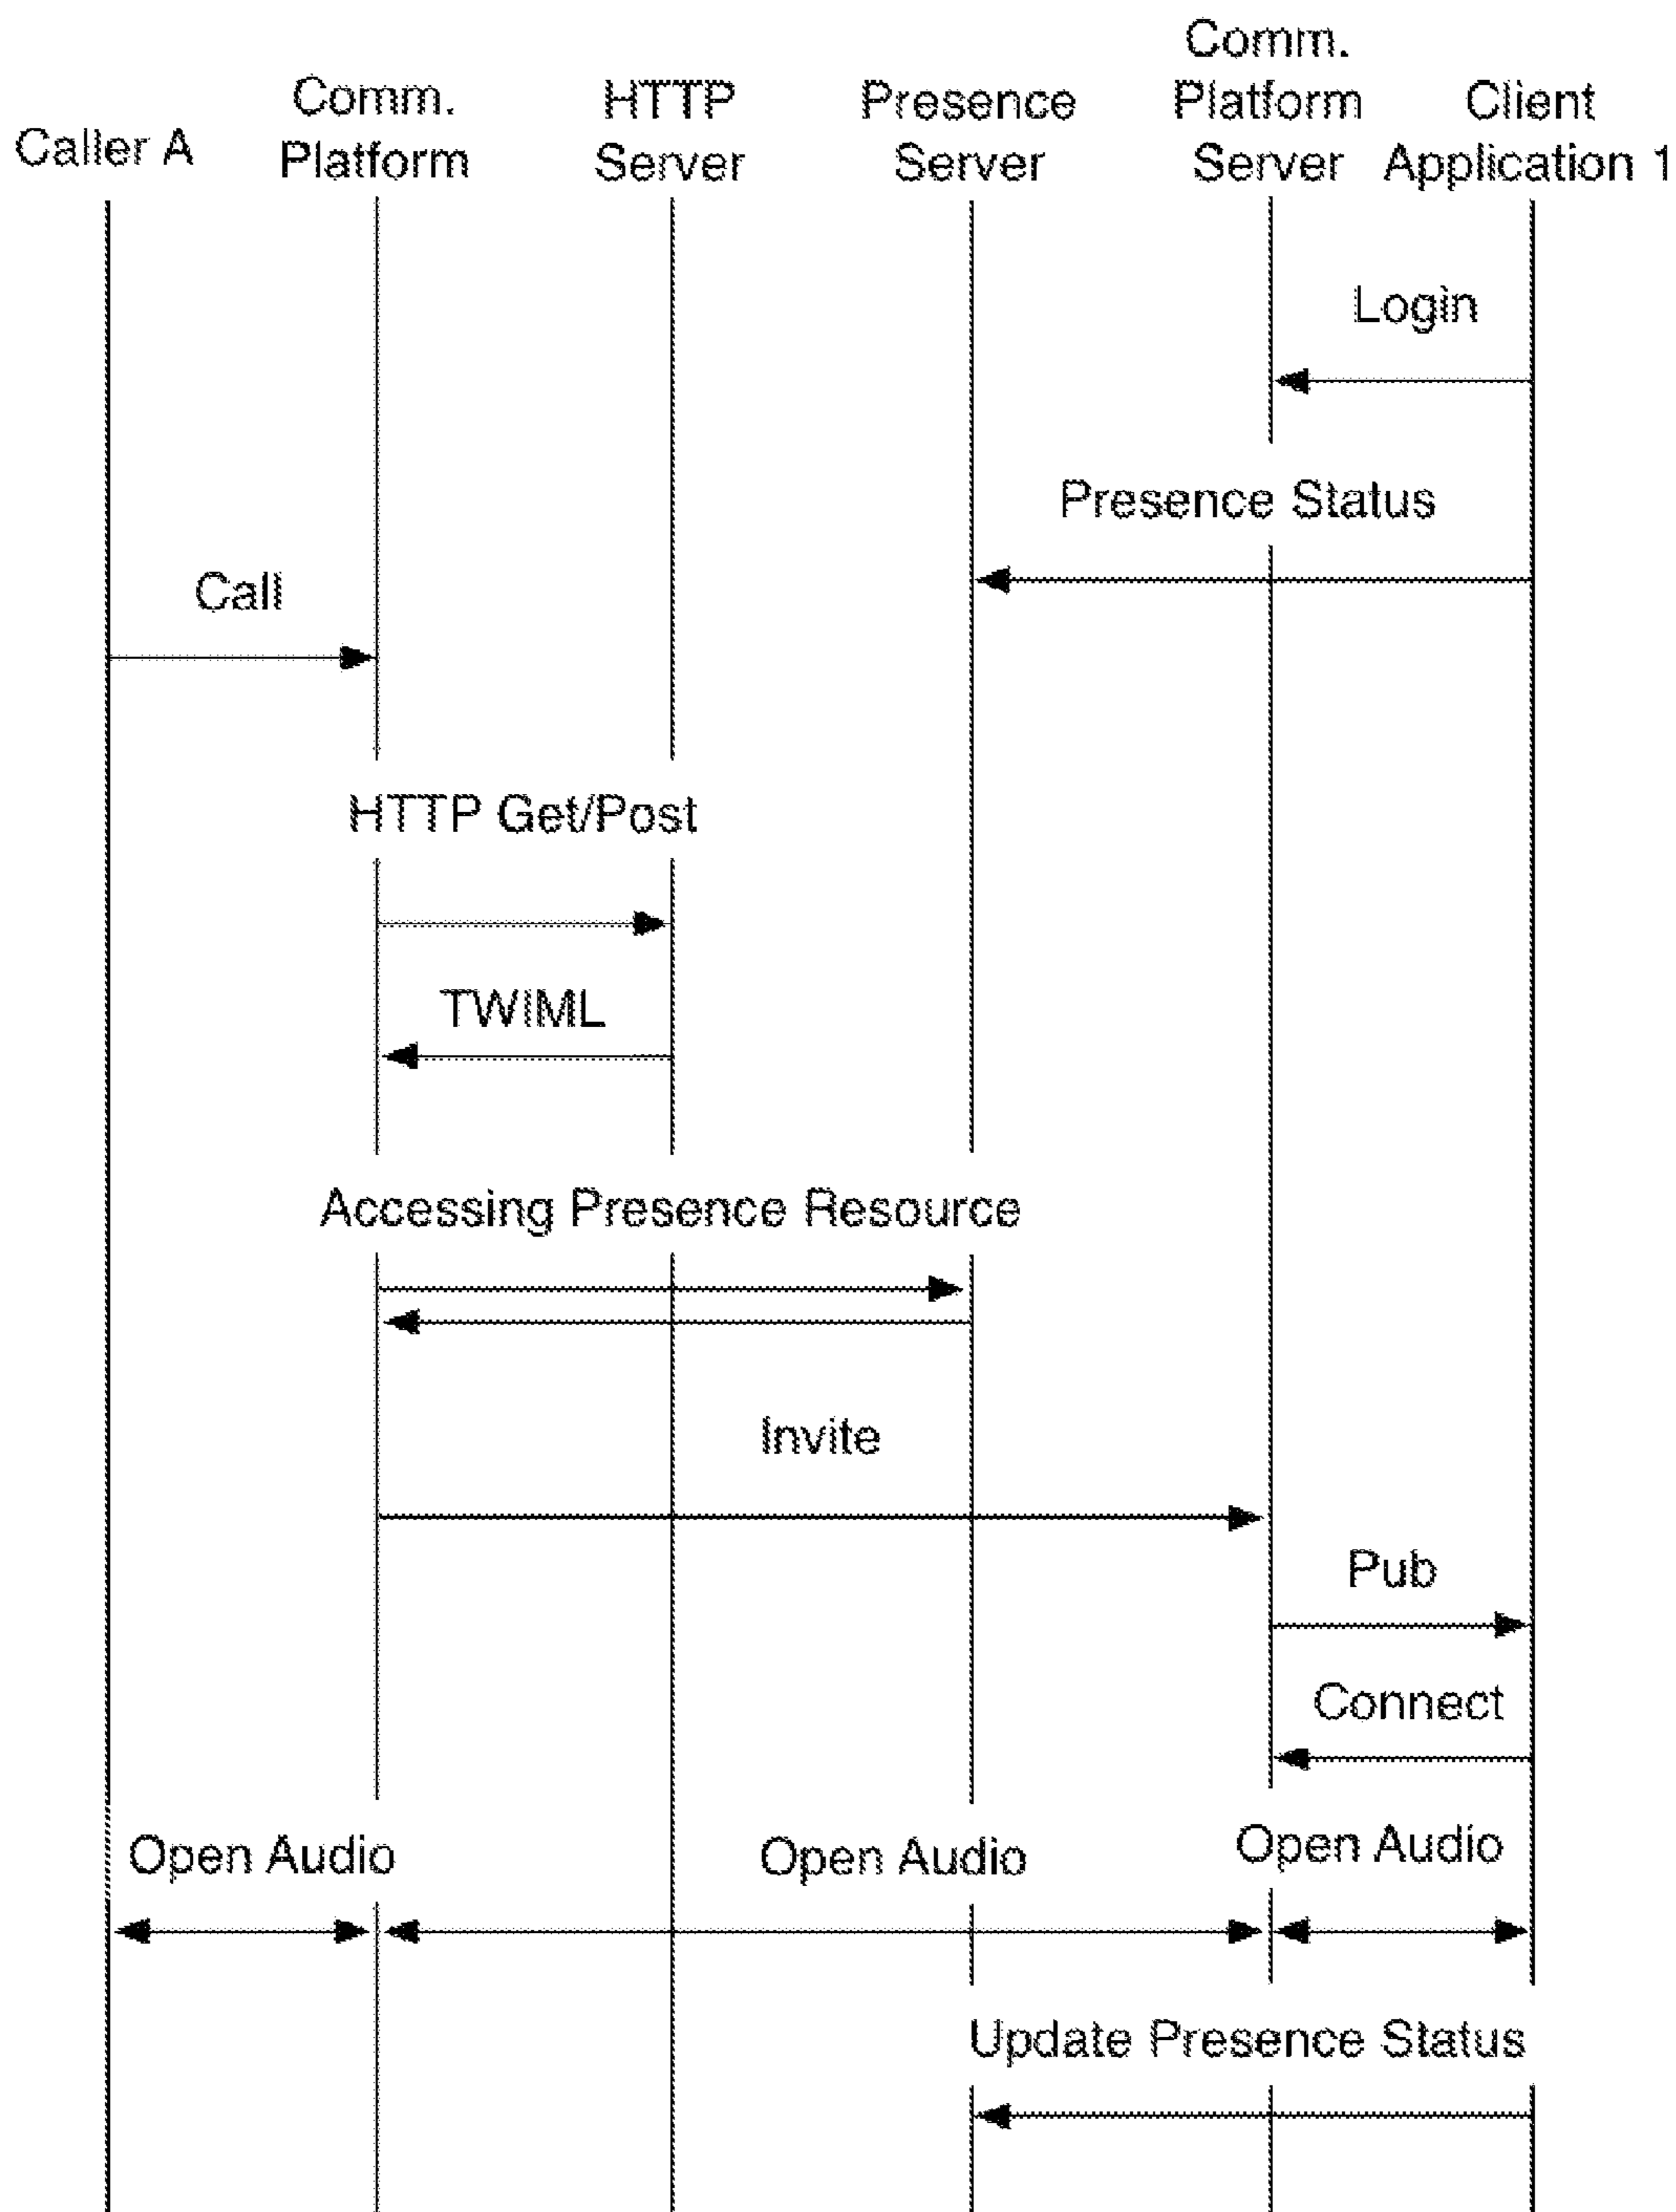 Caller A
Comm.
Platform
HTTP
Server
Presence
Server
Comm.
Platform
Server
Client
Application 1
Login
Presence Status
Call
HTTP Get/Post
TWIML
Accessing Presence Resource
Invite
Pub
Connect
Open Audio
Open Audio
Open Audio
Update Presence Status